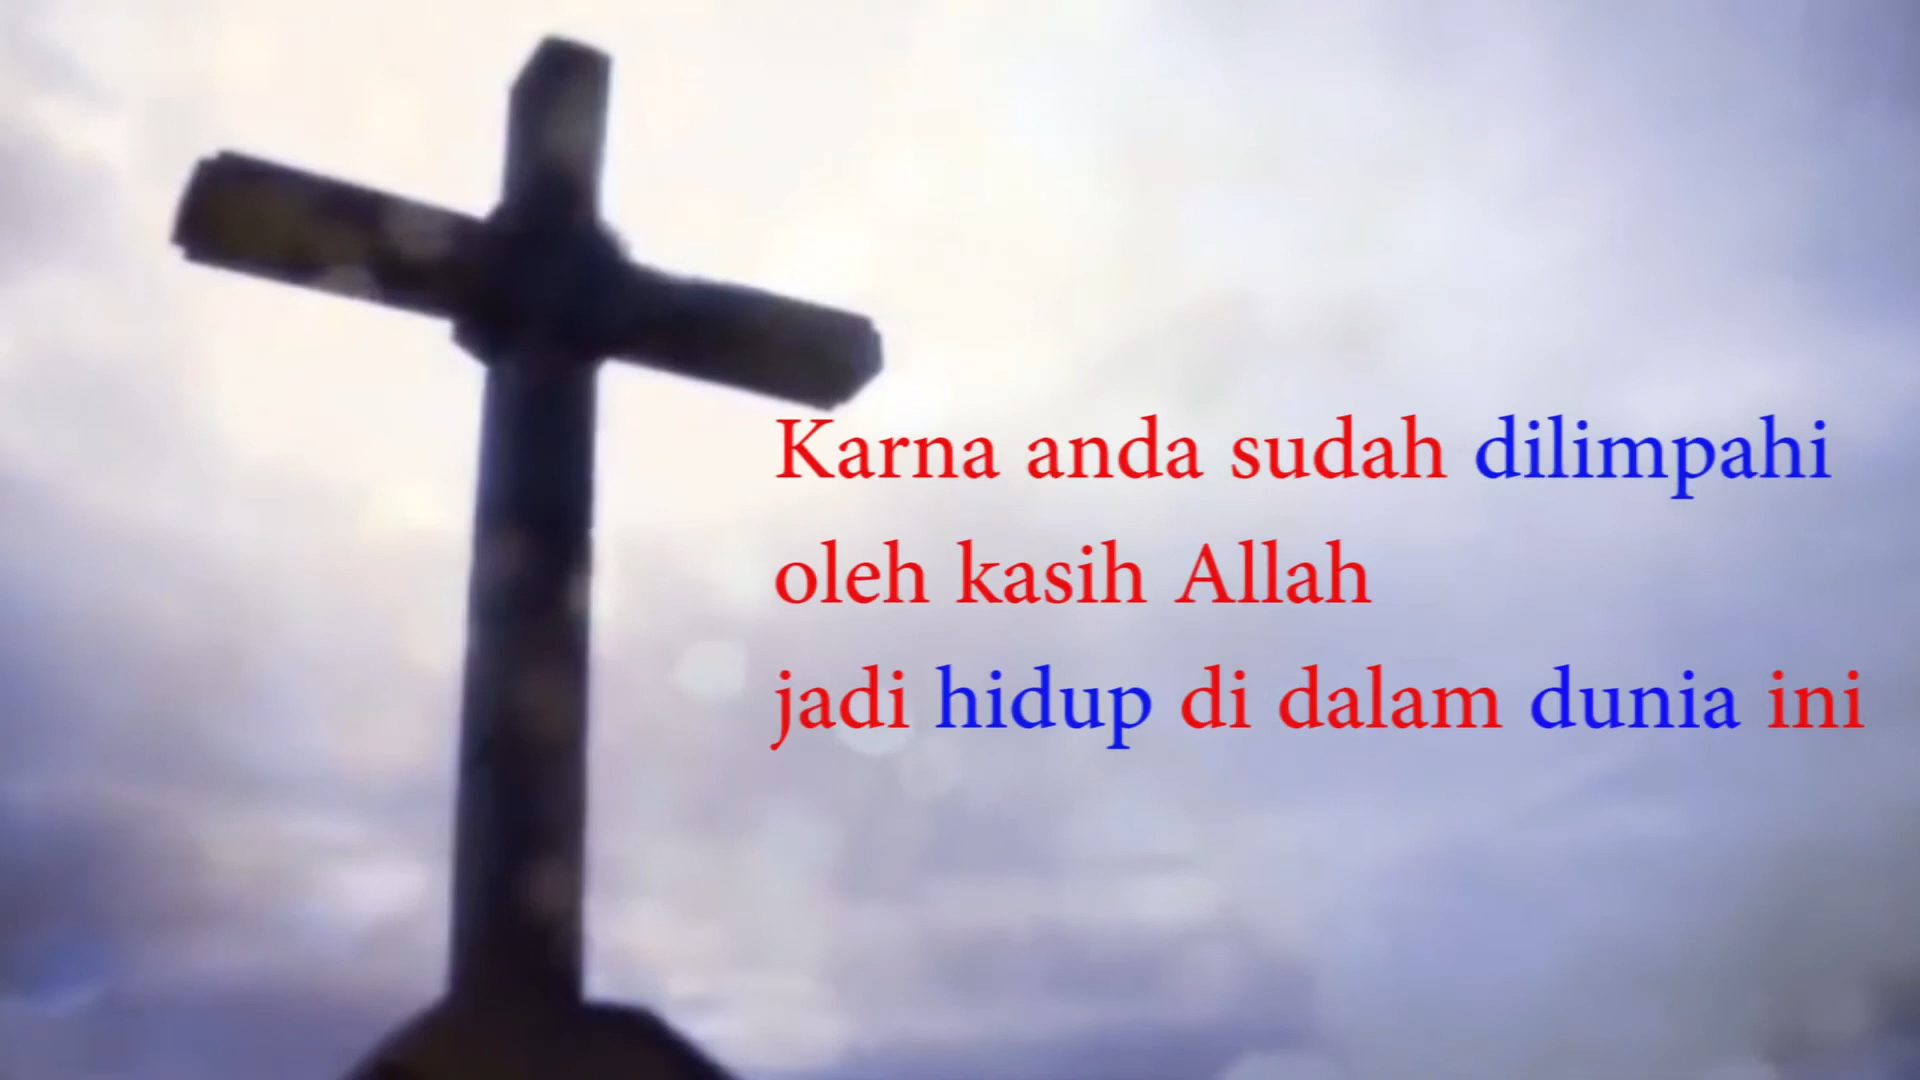 Karna anda sudah dilimpahi
oleh kasih Allah
jadi hidup di dalam dunia ini